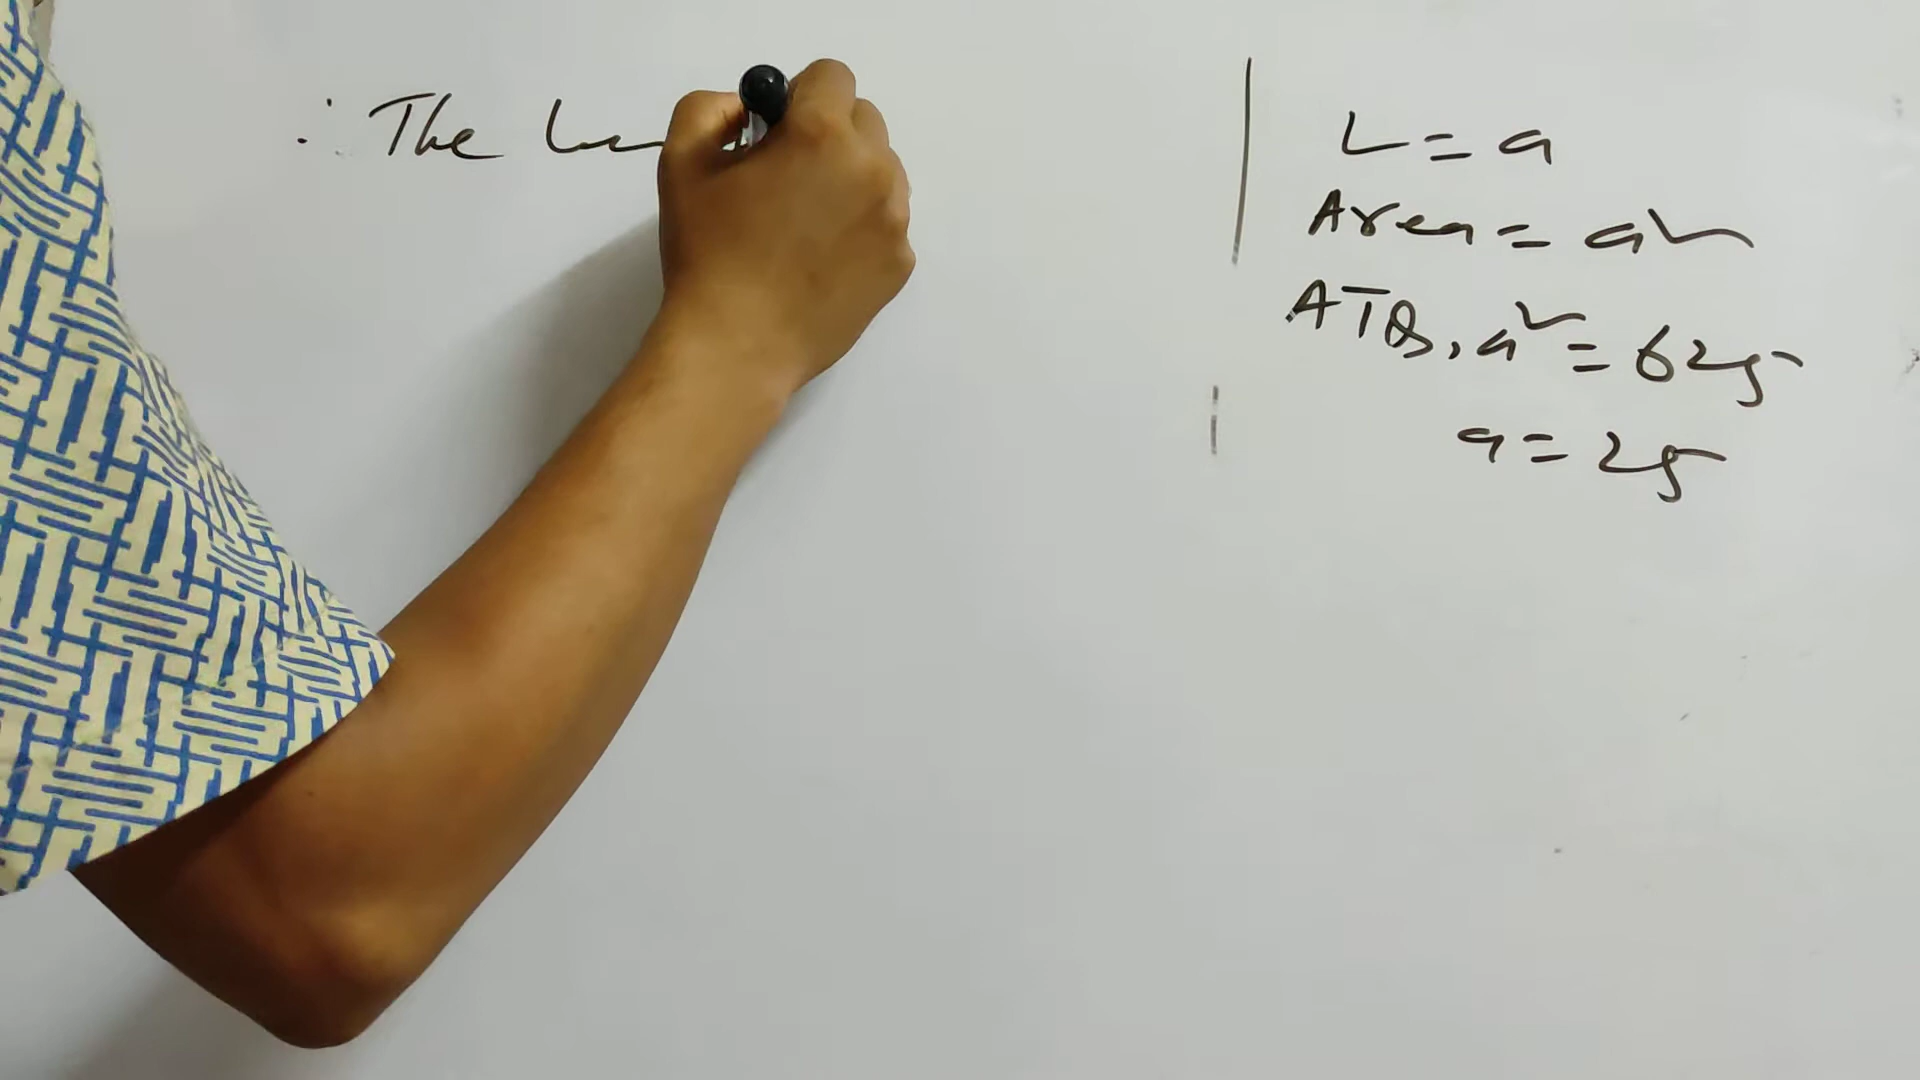 ∴ The
L = a
Area = a²
ATQ, a² = 625
a = 25